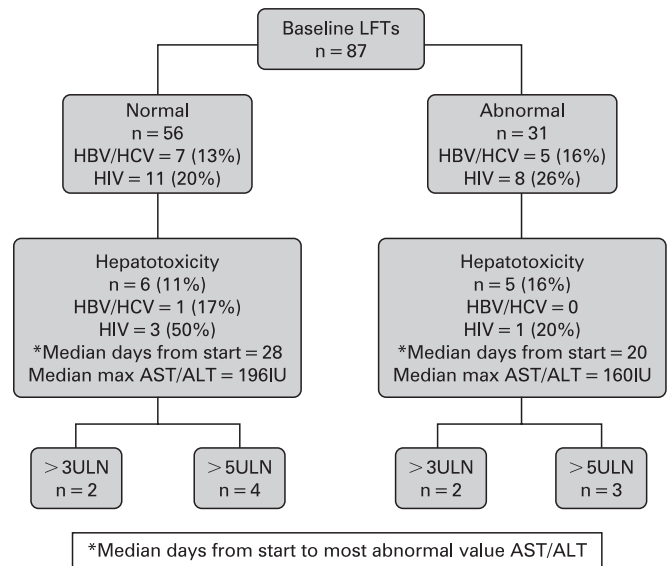 Baseline LFTs
n = 87
Normal
n = 56
HBV/HCV = 7 (13%)
HIV = 11 (20%)
Abnormal
n = 31
HBV/HCV = 5 (16%)
HIV = 8 (26%)
Hepatotoxicity
n = 6 (11%)
HBV/HCV = 1 (17%)
HIV = 3 (50%)
*Median days from start = 28
Median max AST/ALT = 196IU
Hepatotoxicity
n = 5 (16%)
HBV/HCV = 0
HIV = 1 (20%)
*Median days from start = 20
Median max AST/ALT = 160IU
>3ULN
n = 2
>5ULN
n = 4
>3ULN
n = 2
>5ULN
n = 3
*Median days from start to most abnormal value AST/ALT